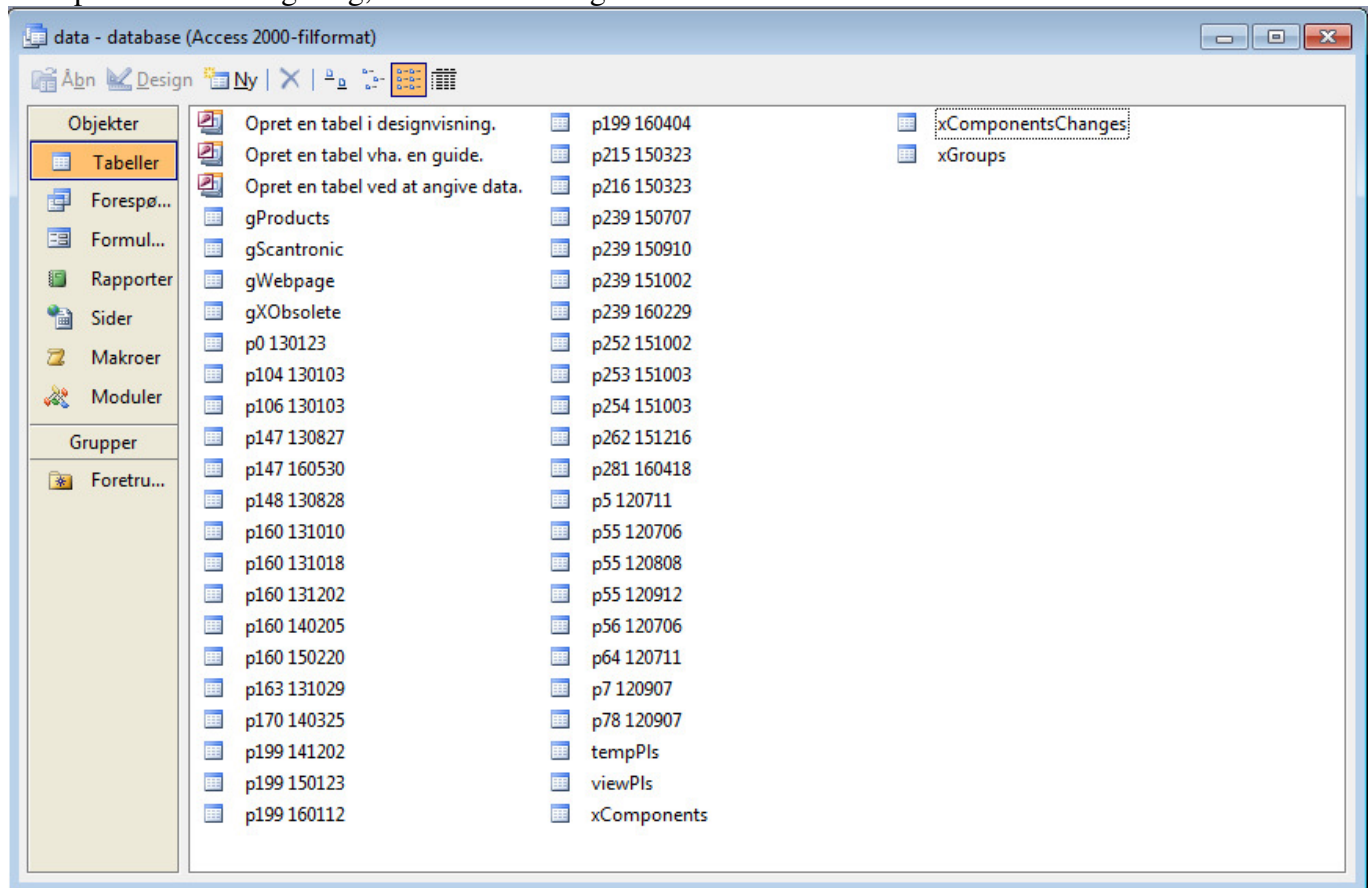 data - database (Access 2000-filformat)
Åbn Design Ny
Objekter
Tabeller
Forespø...
Formul...
Rapporter
Sider
Makroer
Moduler
Grupper
Foretru...
Opret en tabel i designvisning.
Opret en tabel vha. en guide.
Opret en tabel ved at angive data.
gProducts
gScantronic
gWebpage
gXObsolete
p0 130123
p104 130103
p106 130103
p147 130827
p147 160530
p148 130828
p160 131010
p160 131018
p160 131202
p160 140205
p160 150220
p163 131029
p170 140325
p199 141202
p199 150123
p199 160112
p199 160404
p215 150323
p216 150323
p239 150707
p239 150910
p239 151002
p239 160229
p252 151002
p253 151003
p254 151003
p262 151216
p281 160418
p5 120711
p55 120706
p55 120808
p55 120912
p56 120706
p64 120711
p7 120907
p78 120907
tempPls
viewPls
xComponents
xComponentsChanges
xGroups